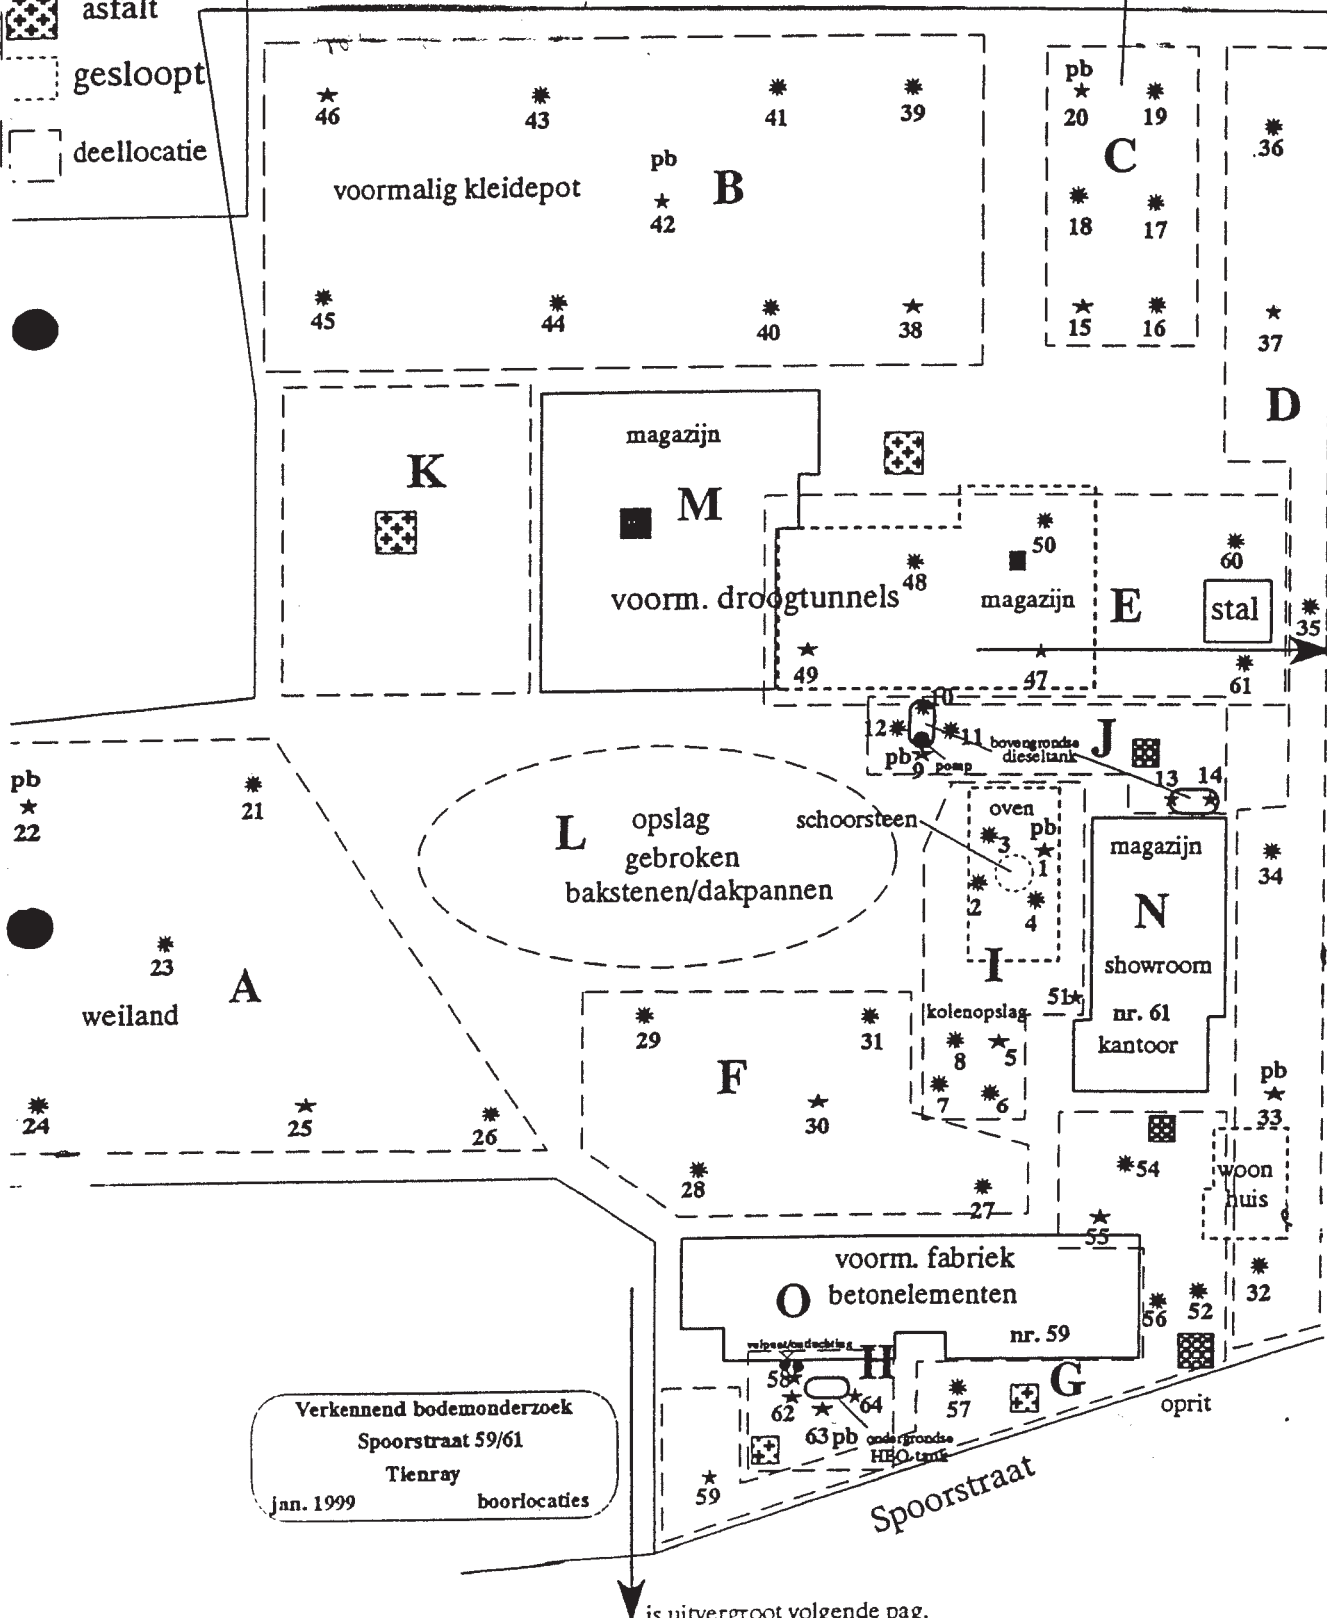 asfalt
gesloopt
deellocatie
46
43
41
39
voormalig kleidepot
pb
42
B
45
44
40
38
pb
20
19
C
18
17
15
16
36
37
D
K
magazijn
M
voorm. droogtunnels
48
50
magazijn
E
60
stal
35
49
47
61
10
12
11
pb
9
pomp
bovengrondse
dieseltank
J
13
14
pb
22
21
23
A
weiland
24
25
26
L
opslag
gebroken
bakstenen/dakpannen
schoorsteen
oven
pb
3
1
2
4
I
51
kolenopslag
8
5
7
6
magazijn
N
showroom
nr. 61
kantoor
34
pb
33
29
31
F
30
28
27
54
55
woon
huis
32
voorm. fabriek
O
betonelementen
nr. 59
56
52
H
58
62
64
63 pb
ondergrondse
HBO-tank
57
G
oprit
59
Spoorstraat
Verkennend bodemonderzoek
Spoorstraat 59/61
Tienray
jan. 1999
boorlocaties
is uitvergroot volgende pag.